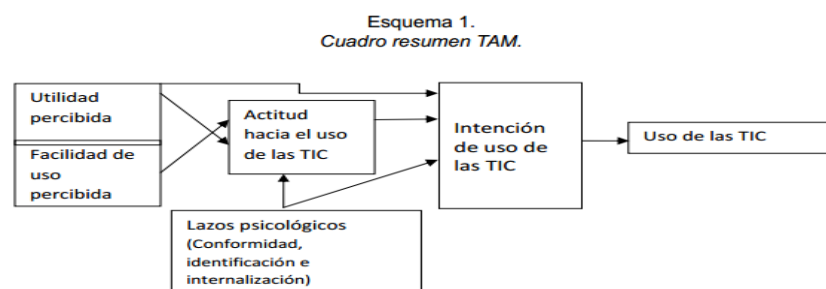 Esquema 1.
Cuadro resumen TAM.
Utilidad
percibida
Facilidad de
uso
percibida
Actitud
hacia el uso
de las TIC
Intención
de uso de
las TIC
Uso de las TIC
Lazos psicológicos
(Conformidad,
identificación e
internalización)